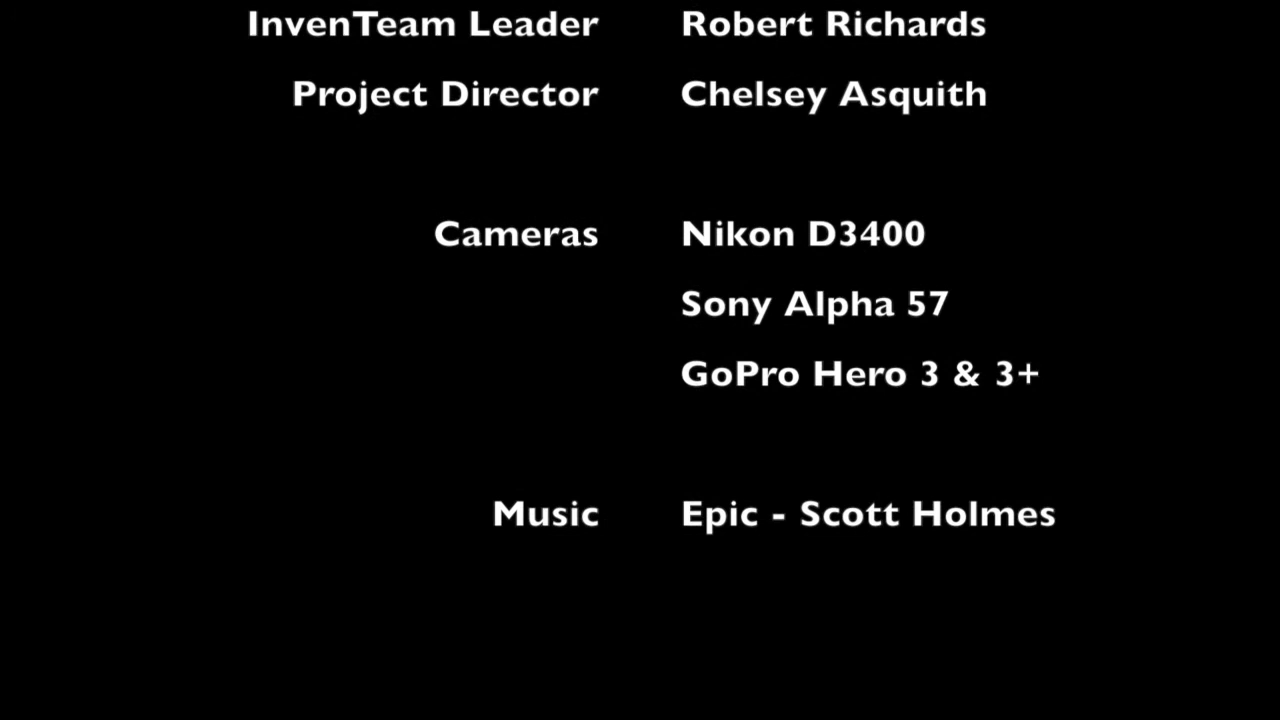 InvenTeam Leader Robert Richards
Project Director Chelsey Asquith
Cameras Nikon D3400
Sony Alpha 57
GoPro Hero 3 & 3+
Music Epic - Scott Holmes